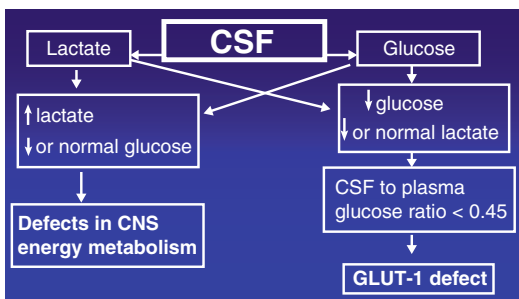 CSF
Lactate
Glucose
↑ lactate
↓ or normal glucose
↓ glucose
↓ or normal lactate
Defects in CNS
energy metabolism
CSF to plasma
glucose ratio < 0.45
GLUT-1 defect